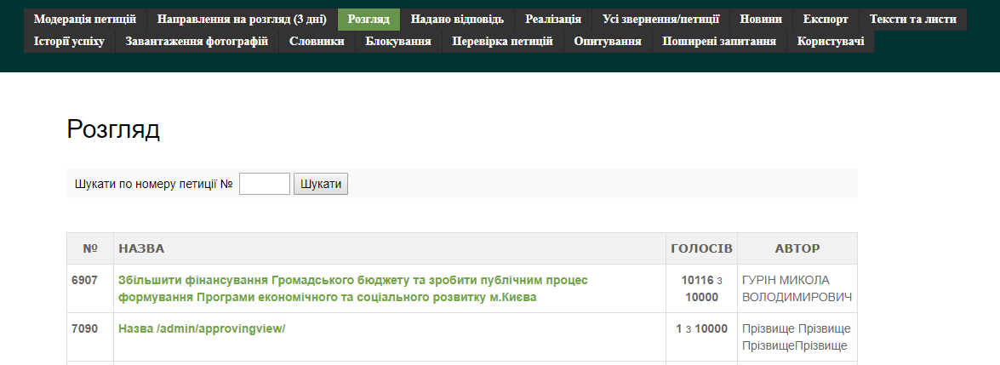 Модерація петицій Направлення на розгляд (3 дні) Розгляд Надано відповідь Реалізація Усі звернення/петиції Новини Експорт Тексти та листи
Історії успіху Завантаження фотографій Словники Блокування Перевірка петицій Опитування Поширені запитання Користувачі
Розгляд
Шукати по номеру петиції № Шукати
№ НАЗВА ГОЛОСІВ АВТОР
6907 Збільшити фінансування Громадського бюджету та зробити публічним процес 10116 з ГУРІН МИКОЛА
формування Програми економічного та соціального розвитку м.Києва 10000 ВОЛОДИМИРОВИЧ
7090 Назва /admin/approvingview/ 1 з 10000 Прізвище Прізвище
ПрізвищеПрізвище